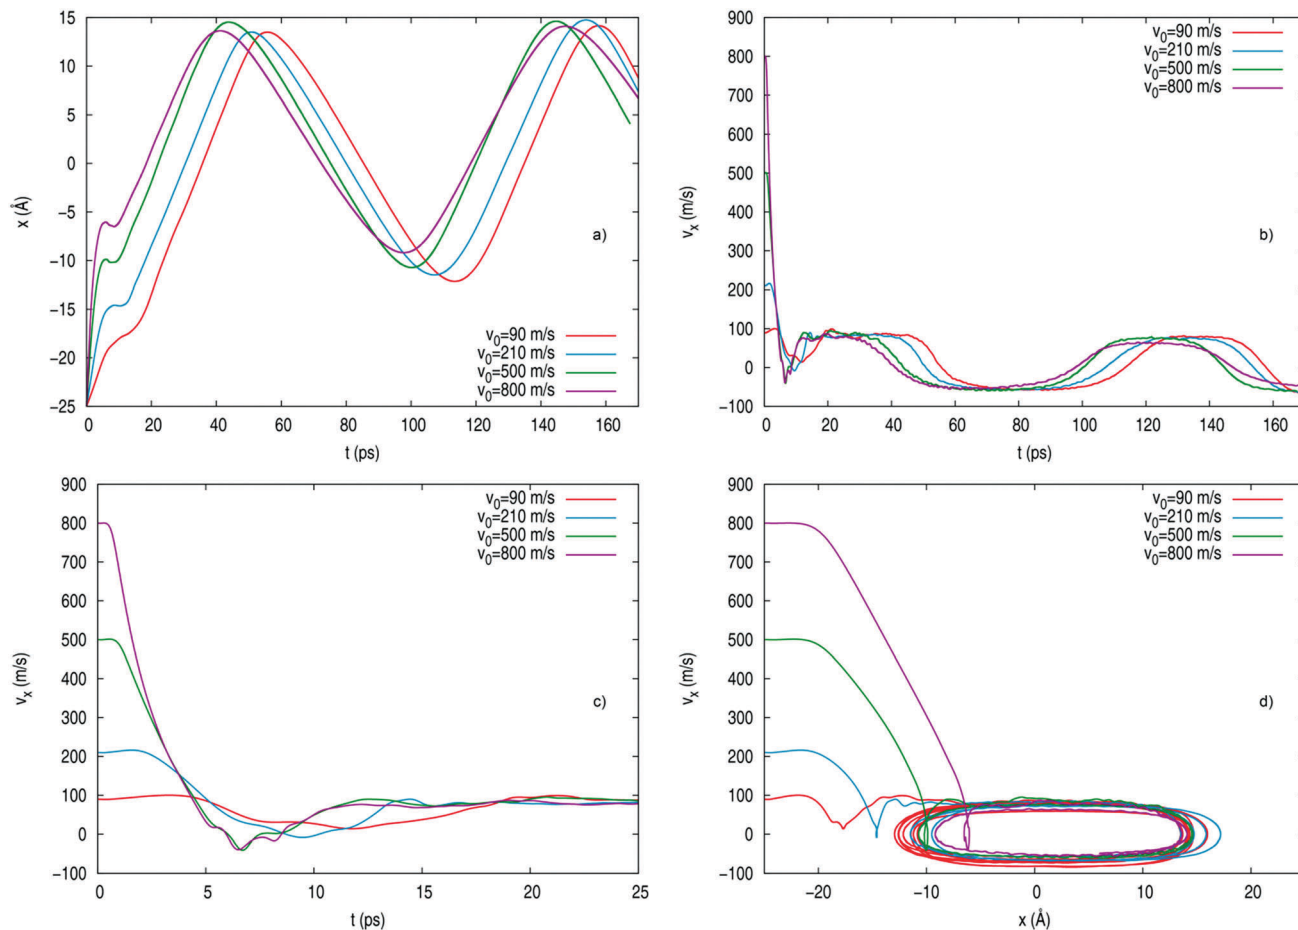 15
10
5
0
−5
−10
−15
−20
−25
x (Å)
a)
v0=90 m/s
v0=210 m/s
v0=500 m/s
v0=800 m/s
0 20 40 60 80 100 120 140 160
t (ps)
900
800
700
600
500
400
300
200
100
0
−100
vx (m/s)
v0=90 m/s
v0=210 m/s
v0=500 m/s
v0=800 m/s
b)
0 20 40 60 80 100 120 140 160
t (ps)
900
800
700
600
500
400
300
200
100
0
−100
vx (m/s)
v0=90 m/s
v0=210 m/s
v0=500 m/s
v0=800 m/s
c)
0 5 10 15 20 25
t (ps)
900
800
700
600
500
400
300
200
100
0
−100
vx (m/s)
v0=90 m/s
v0=210 m/s
v0=500 m/s
v0=800 m/s
d)
−20 −10 0 10 20
x (Å)